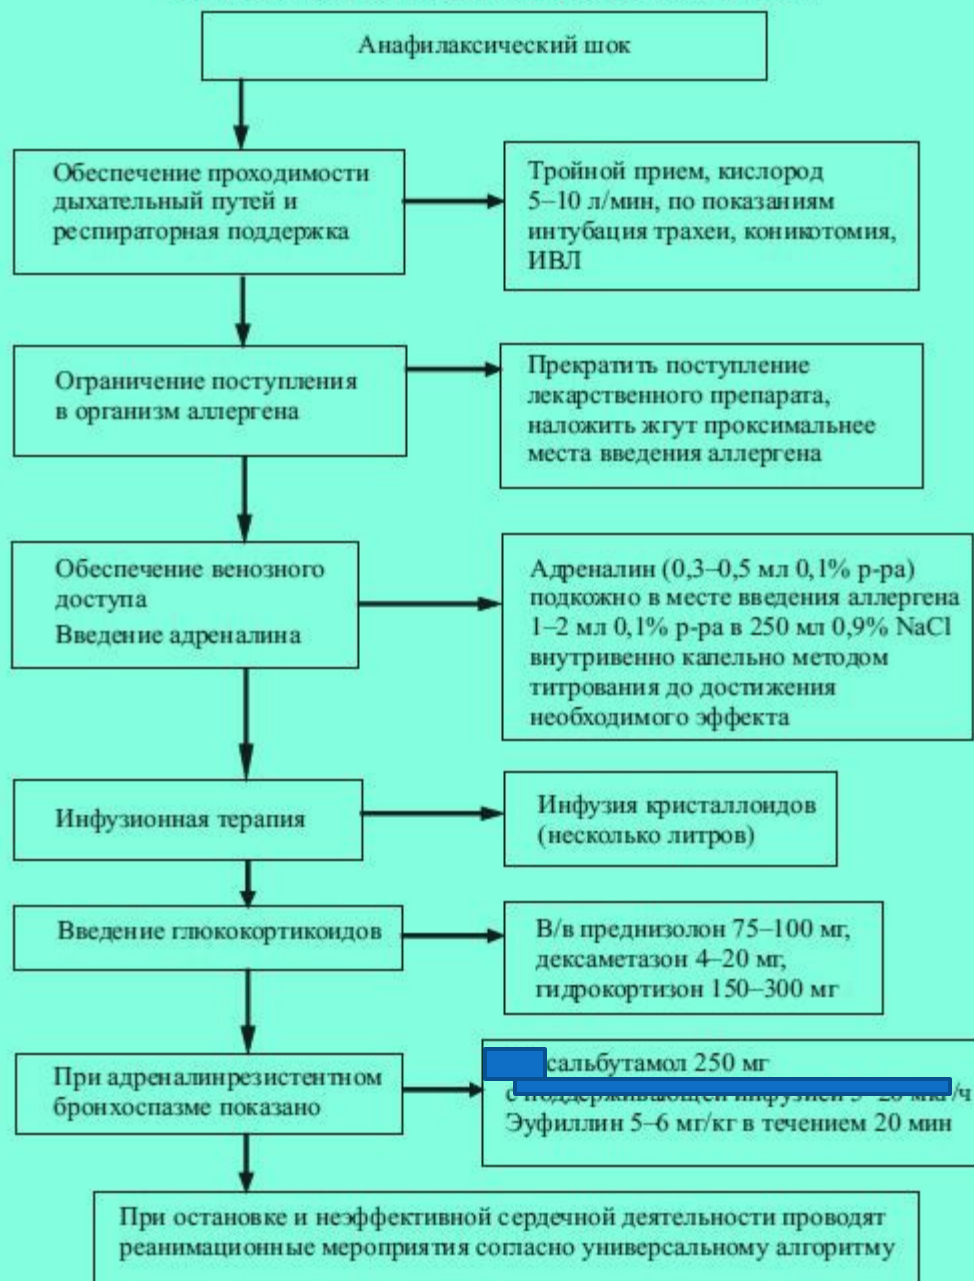 Анафилаксический шок
Обеспечение проходимости
дыхательный путей и
респираторная поддержка
Тройной прием, кислород
5–10 л/мин, по показаниям
интубация трахеи, коникотомия,
ИВЛ
Ограничение поступления
в организм аллергена
Прекратить поступление
лекарственного препарата,
наложить жгут проксимальнее
места введения аллергена
Обеспечение венозного
доступа
Введение адреналина
Адреналин (0,3–0,5 мл 0,1% р-ра)
подкожно в месте введения аллергена
1–2 мл 0,1% р-ра в 250 мл 0,9% NaCl
внутривенно капельно методом
титрования до достижения
необходимого эффекта
Инфузионная терапия
Инфузия кристаллоидов
(несколько литров)
Введение глюкокортикоидов
В/в преднизолон 75–100 мг,
дексаметазон 4–20 мг,
гидрокортизон 150–300 мг
При адреналинрезистентном
бронхоспазме показано
сальбутамол 250 мг
с поддерживающей инфузией
Эуфиллин 5–6 мг/кг в течением 20 мин
При остановке и неэффективной сердечной деятельности проводят
реанимационные мероприятия согласно универсальному алгоритму